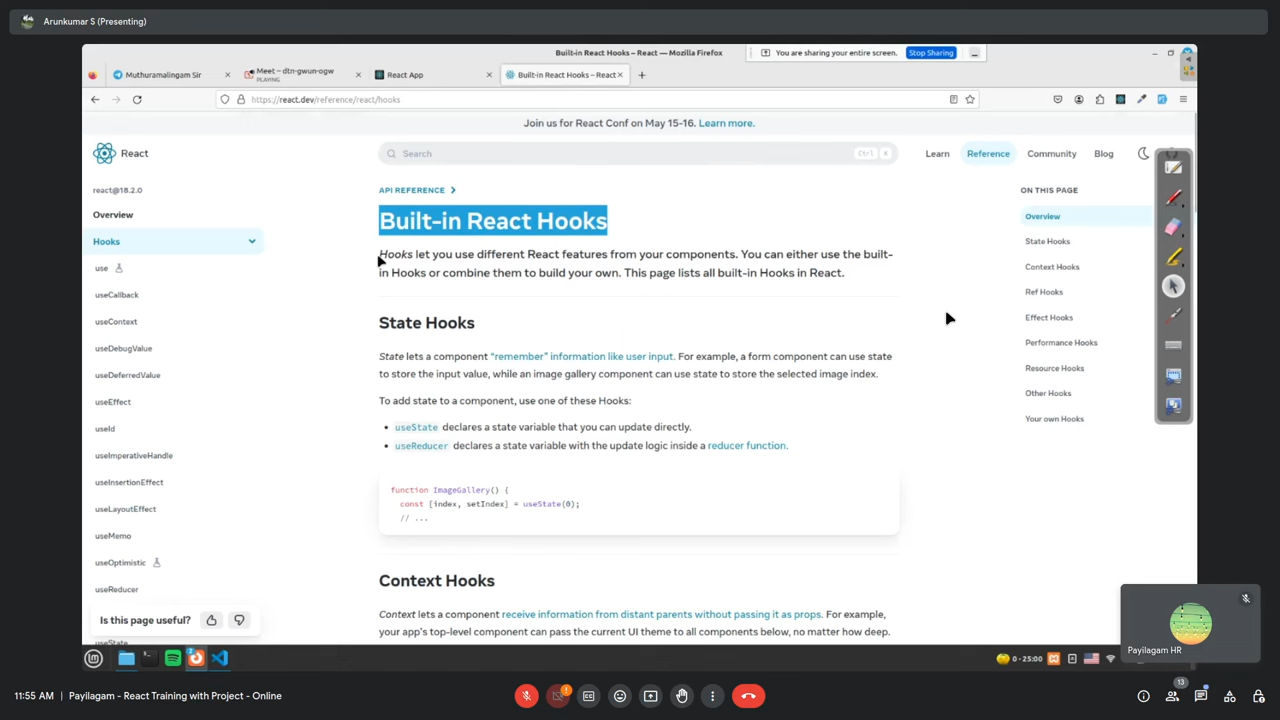 Arunkumar S (Presenting)
Built-in React Hooks – React — Mozilla Firefox
You are sharing your entire screen.
Stop Sharing
Muthuramalingam Sir
Meet – dtn-gwun-ogw
PLAYING
React App
Built-in React Hooks – React
https://react.dev/reference/react/hooks
Join us for React Conf on May 15-16. Learn more.
React
Search
Ctrl K
Learn
Reference
Community
Blog
react@18.2.0
Overview
Hooks
use
useCallback
useContext
useDebugValue
useDeferredValue
useEffect
useId
useImperativeHandle
useInsertionEffect
useLayoutEffect
useMemo
useOptimistic
useReducer
Is this page useful?
useState
API REFERENCE
Built-in React Hooks
Hooks let you use different React features from your components. You can either use the built-
in Hooks or combine them to build your own. This page lists all built-in Hooks in React.
State Hooks
State lets a component “remember” information like user input. For example, a form component can use state
to store the input value, while an image gallery component can use state to store the selected image index.
To add state to a component, use one of these Hooks:
• useState declares a state variable that you can update directly.
• useReducer declares a state variable with the update logic inside a reducer function.
function ImageGallery() {
const [index, setIndex] = useState(0);
// ...
Context Hooks
Context lets a component receive information from distant parents without passing it as props. For example,
your app’s top-level component can pass the current UI theme to all components below, no matter how deep.
ON THIS PAGE
Overview
State Hooks
Context Hooks
Ref Hooks
Effect Hooks
Performance Hooks
Resource Hooks
Other Hooks
Your own Hooks
Payilagam HR
0 - 25:00
11:55 AM | Payilagam - React Training with Project - Online
13